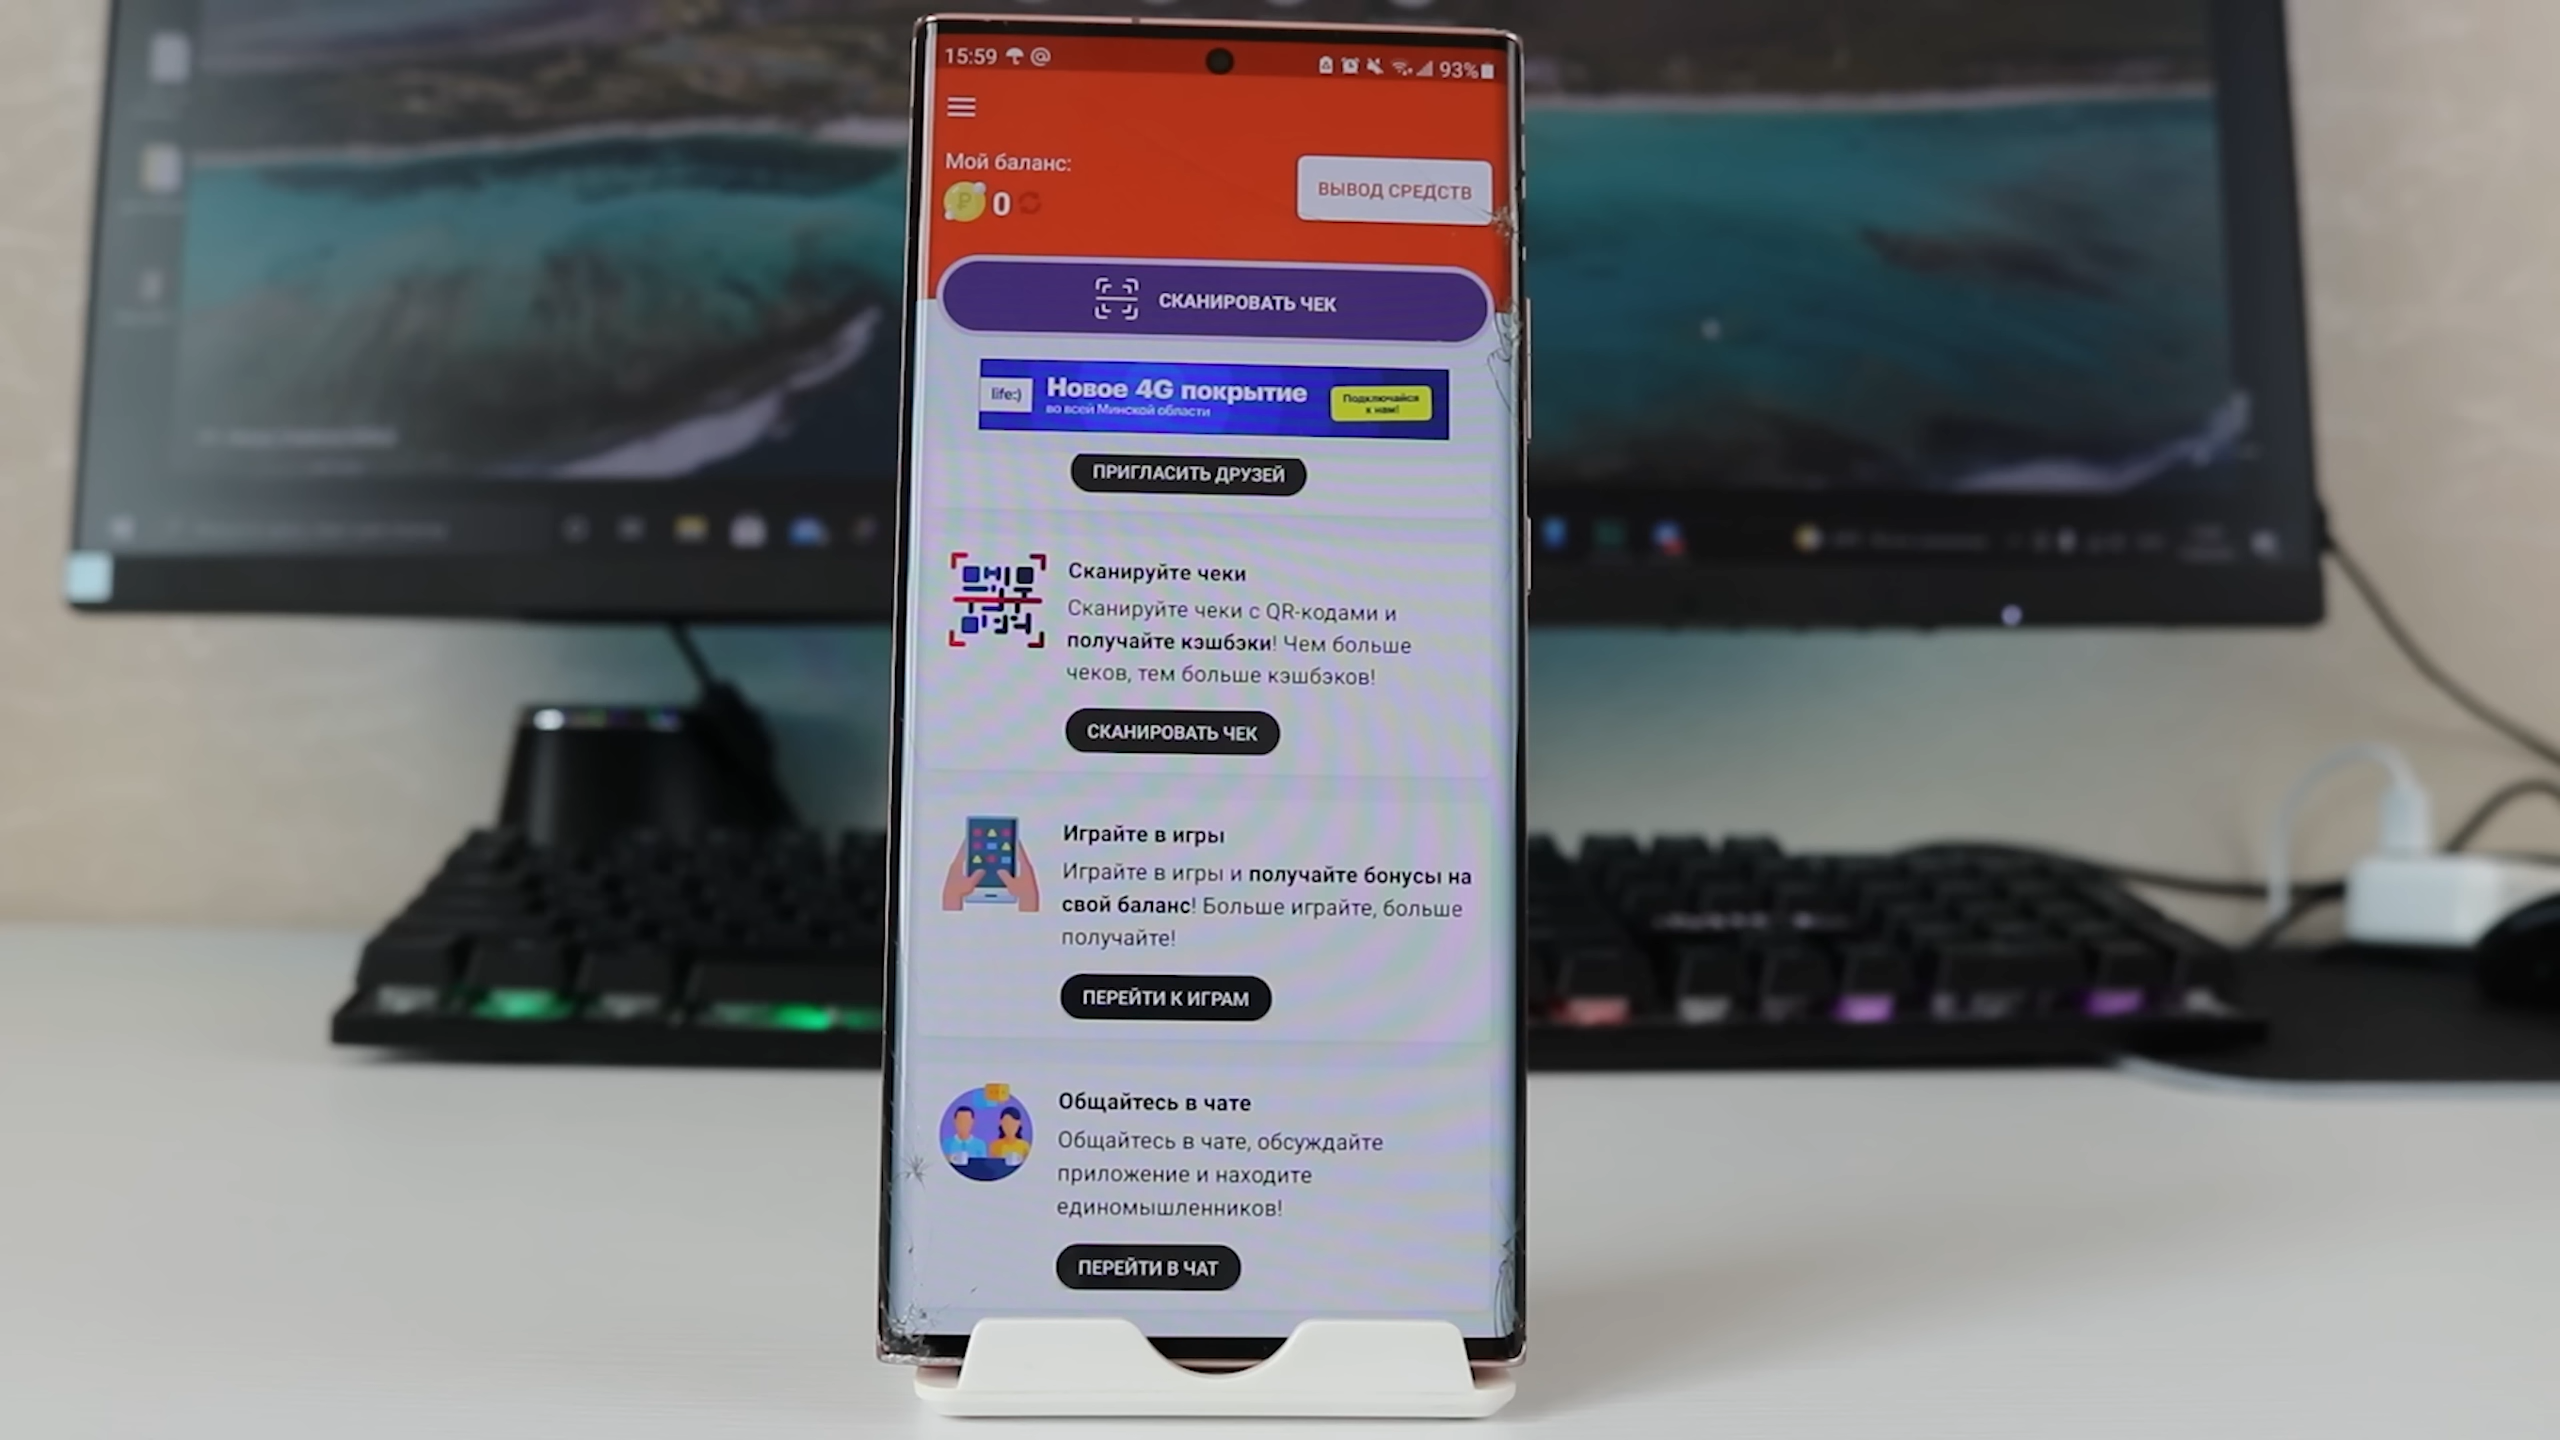 15:59
93%
Мой баланс:
0
ВЫВОД СРЕДСТВ
СКАНИРОВАТЬ ЧЕК
life:)
Новое 4G покрытие
во всей Минской области
Подключайся
к нам!
ПРИГЛАСИТЬ ДРУЗЕЙ
Сканируйте чеки
Сканируйте чеки с QR-кодами и
получайте кэшбэки! Чем больше
чеков, тем больше кэшбэков!
СКАНИРОВАТЬ ЧЕК
Играйте в игры
Играйте в игры и получайте бонусы на
свой баланс! Больше играйте, больше
получайте!
ПЕРЕЙТИ К ИГРАМ
Общайтесь в чате
Общайтесь в чате, обсуждайте
приложение и находите
единомышленников!
ПЕРЕЙТИ В ЧАТ